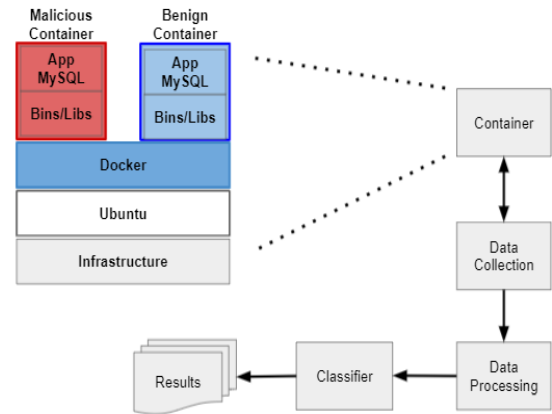 Malicious
Container
Benign
Container
App
MySQL
Bins/Libs
App
MySQL
Bins/Libs
Docker
Ubuntu
Infrastructure
Container
Data
Collection
Data
Processing
Classifier
Results